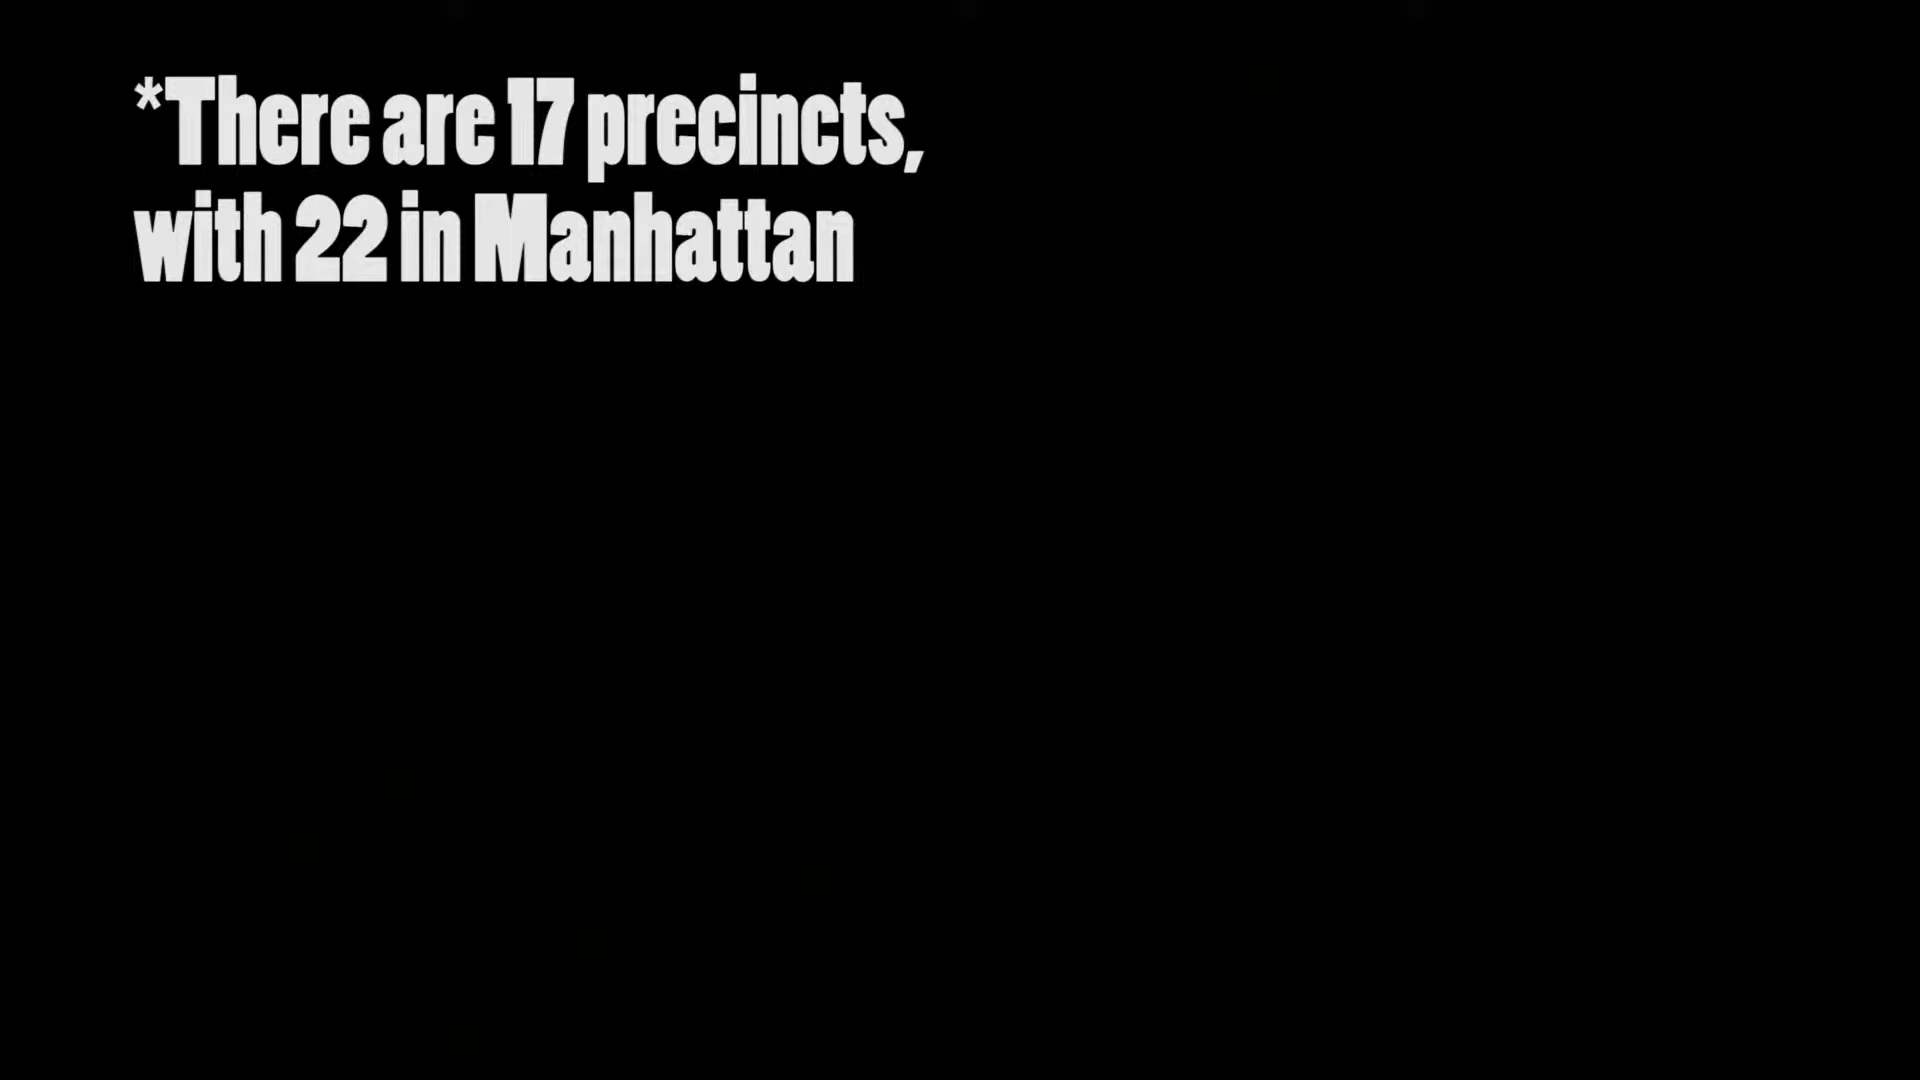 *There are 17 precincts,
with 22 in Manhattan